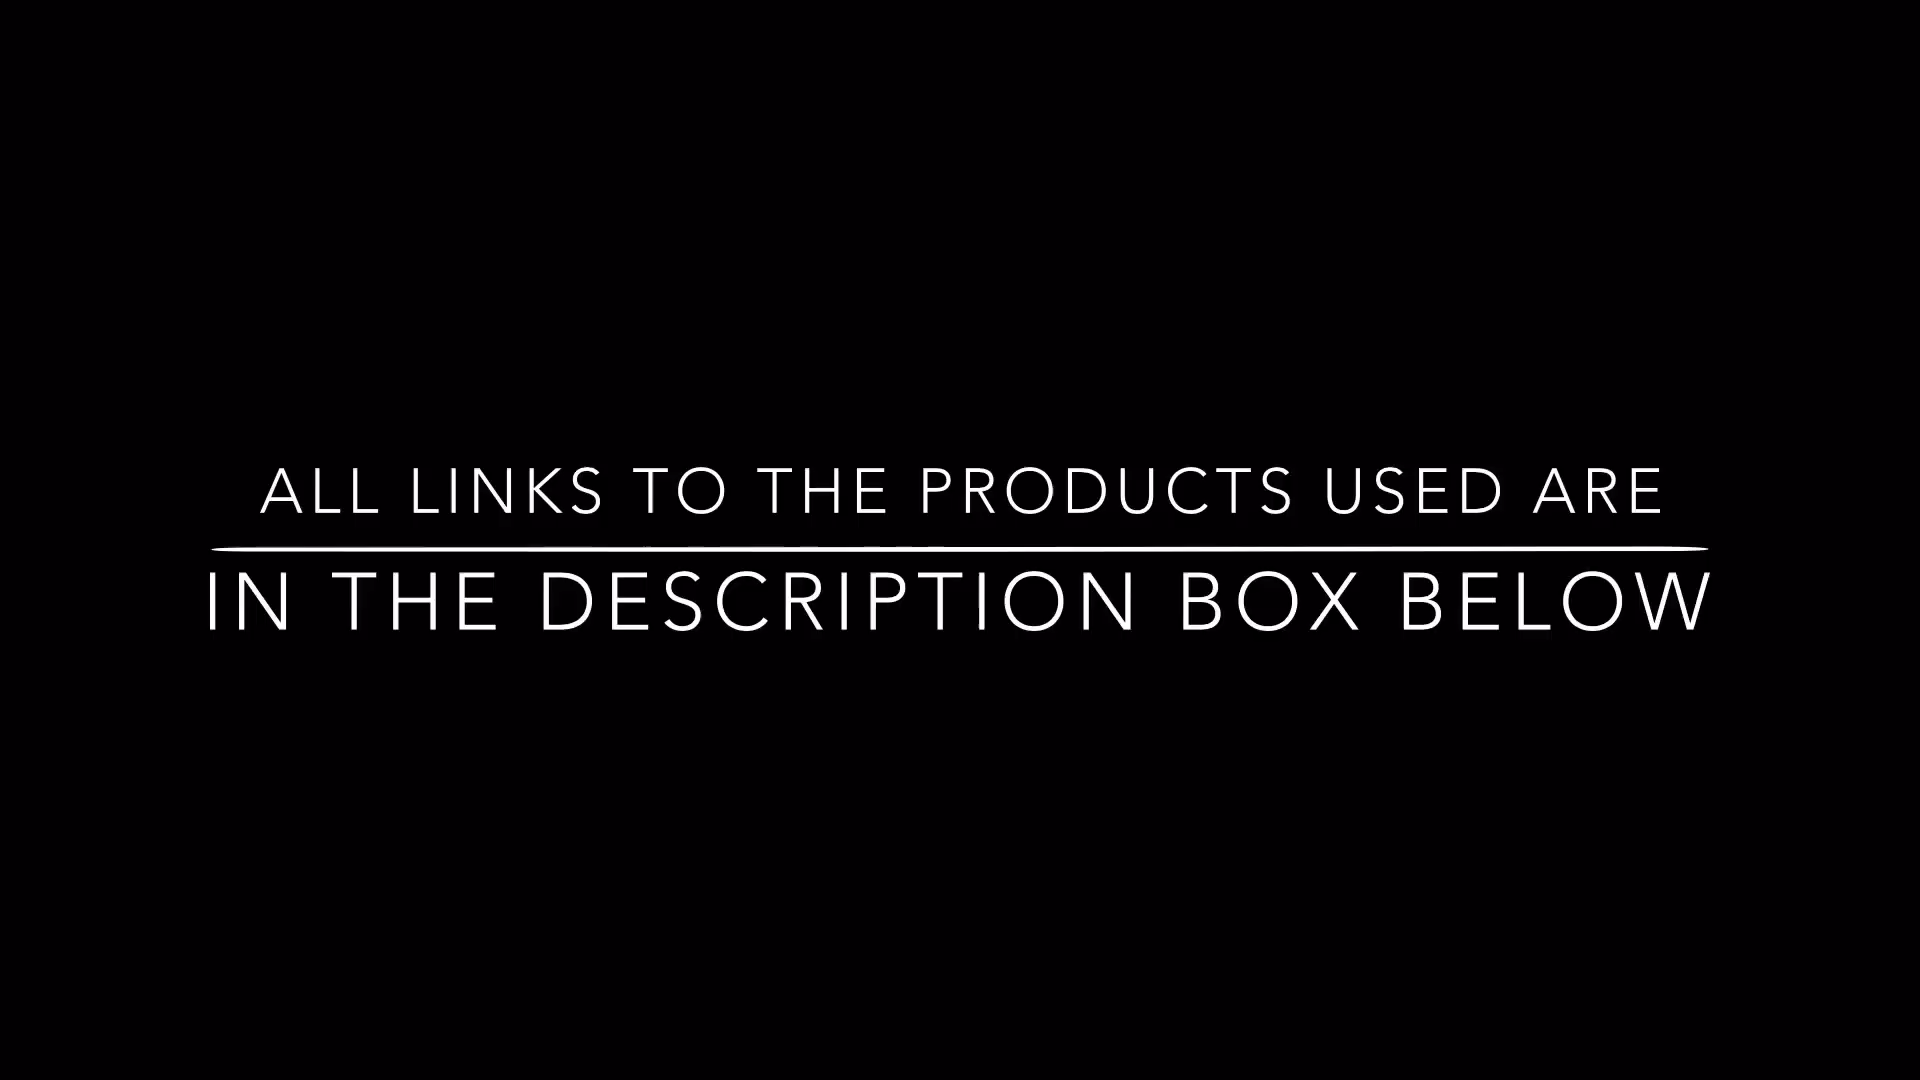 ALL LINKS TO THE PRODUCTS USED ARE
IN THE DESCRIPTION BOX BELOW